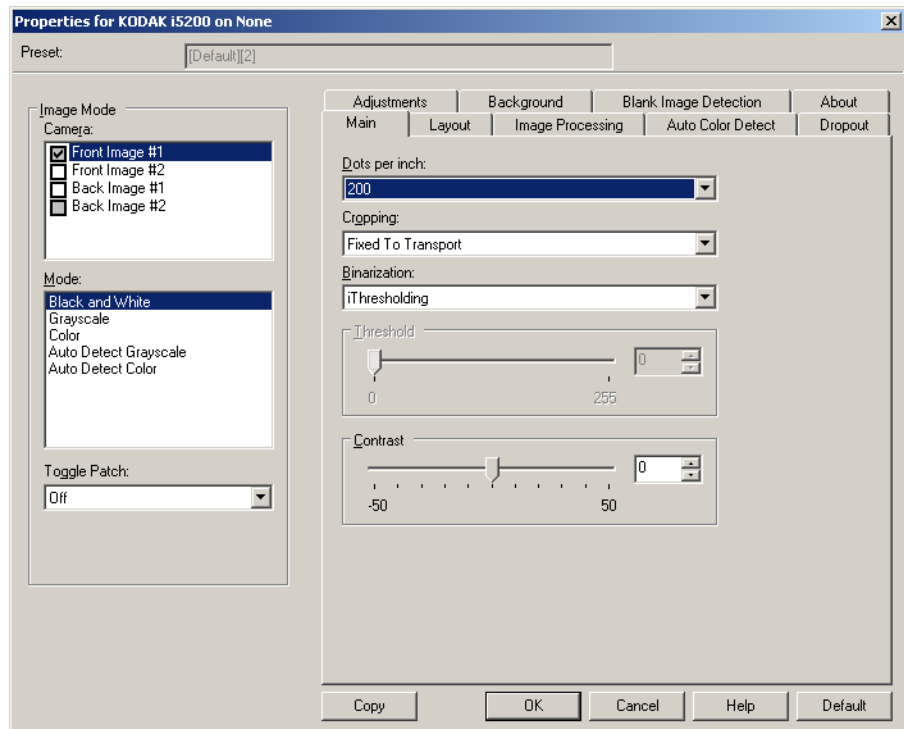 Properties for KODAK i5200 on None
Preset:
[Default][2]
Image Mode
Camera:
Front Image #1
Front Image #2
Back Image #1
Back Image #2
Mode:
Black and White
Grayscale
Color
Auto Detect Grayscale
Auto Detect Color
Toggle Patch:
Off
Adjustments Background Blank Image Detection About
Main Layout Image Processing Auto Color Detect Dropout
Dots per inch:
200
Cropping:
Fixed To Transport
Binarization:
iThresholding
Threshold
0
0 255
Contrast
0
-50 50
Copy OK Cancel Help Default